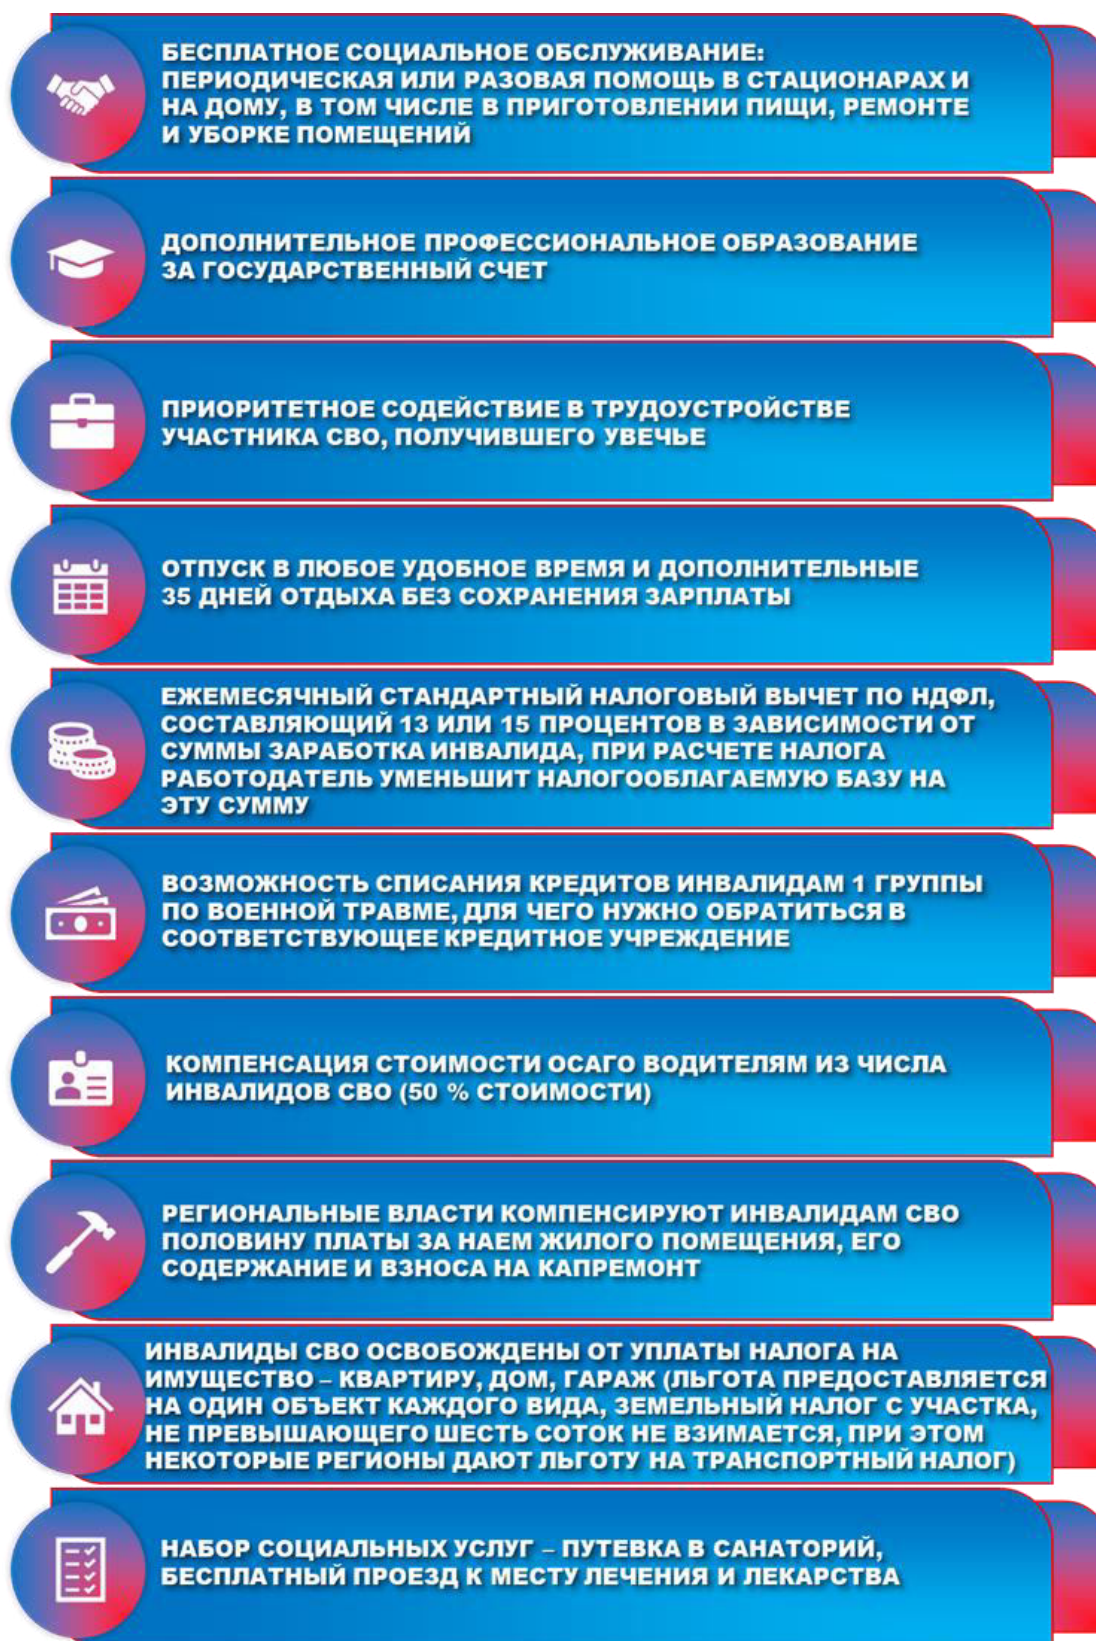 БЕСПЛАТНОЕ СОЦИАЛЬНОЕ ОБСЛУЖИВАНИЕ:
ПЕРИОДИЧЕСКАЯ ИЛИ РАЗОВАЯ ПОМОЩЬ В СТАЦИОНАРАХ И
НА ДОМУ, В ТОМ ЧИСЛЕ В ПРИГОТОВЛЕНИИ ПИЩИ, РЕМОНТЕ
И УБОРКЕ ПОМЕЩЕНИЙ
ДОПОЛНИТЕЛЬНОЕ ПРОФЕССИОНАЛЬНОЕ ОБРАЗОВАНИЕ
ЗА ГОСУДАРСТВЕННЫЙ СЧЕТ
ПРИОРИТЕТНОЕ СОДЕЙСТВИЕ В ТРУДОУСТРОЙСТВЕ
УЧАСТНИКА СВО, ПОЛУЧИВШЕГО УВЕЧЬЕ
ОТПУСК В ЛЮБОЕ УДОБНОЕ ВРЕМЯ И ДОПОЛНИТЕЛЬНЫЕ
35 ДНЕЙ ОТДЫХА БЕЗ СОХРАНЕНИЯ ЗАРПЛАТЫ
ЕЖЕМЕСЯЧНЫЙ СТАНДАРТНЫЙ НАЛОГОВЫЙ ВЫЧЕТ ПО НДФЛ,
СОСТАВЛЯЮЩИЙ 13 ИЛИ 15 ПРОЦЕНТОВ В ЗАВИСИМОСТИ ОТ
СУММЫ ЗАРАБОТКА ИНВАЛИДА, ПРИ РАСЧЕТЕ НАЛОГА
РАБОТОДАТЕЛЬ УМЕНЬШИТ НАЛОГООБЛАГАЕМУЮ БАЗУ НА
ЭТУ СУММУ
ВОЗМОЖНОСТЬ СПИСАНИЯ КРЕДИТОВ ИНВАЛИДАМ 1 ГРУППЫ
ПО ВОЕННОЙ ТРАВМЕ, ДЛЯ ЧЕГО НУЖНО ОБРАТИТЬСЯ В
СООТВЕТСТВУЮЩЕЕ КРЕДИТНОЕ УЧРЕЖДЕНИЕ
КОМПЕНСАЦИЯ СТОИМОСТИ ОСАГО ВОДИТЕЛЯМ ИЗ ЧИСЛА
ИНВАЛИДОВ СВО (50 % СТОИМОСТИ)
РЕГИОНАЛЬНЫЕ ВЛАСТИ КОМПЕНСИРУЮТ ИНВАЛИДАМ СВО
ПОЛОВИНУ ПЛАТЫ ЗА НАЕМ ЖИЛОГО ПОМЕЩЕНИЯ, ЕГО
СОДЕРЖАНИЕ И ВЗНОСА НА КАПРЕМОНТ
ИНВАЛИДЫ СВО ОСВОБОЖДЕНЫ ОТ УПЛАТЫ НАЛОГА НА
ИМУЩЕСТВО – КВАРТИРУ, ДОМ, ГАРАЖ (ЛЬГОТА ПРЕДОСТАВЛЯЕТСЯ
НА ОДИН ОБЪЕКТ КАЖДОГО ВИДА, ЗЕМЕЛЬНЫЙ НАЛОГ С УЧАСТКА,
НЕ ПРЕВЫШАЮЩЕГО ШЕСТЬ СОТОК НЕ ВЗИМАЕТСЯ, ПРИ ЭТОМ
НЕКОТОРЫЕ РЕГИОНЫ ДАЮТ ЛЬГОТУ НА ТРАНСПОРТНЫЙ НАЛОГ)
НАБОР СОЦИАЛЬНЫХ УСЛУГ – ПУТЕВКА В САНАТОРИЙ,
БЕСПЛАТНЫЙ ПРОЕЗД К МЕСТУ ЛЕЧЕНИЯ И ЛЕКАРСТВА